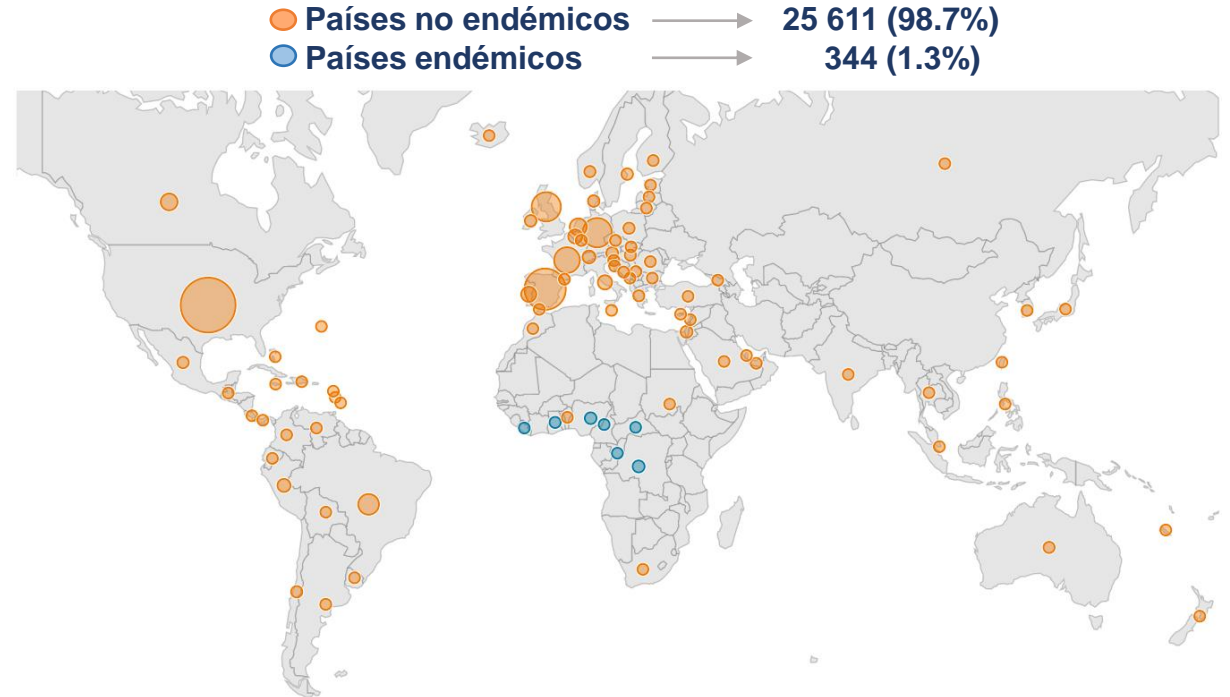 Países no endémicos 25 611 (98.7%)
Países endémicos 344 (1.3%)